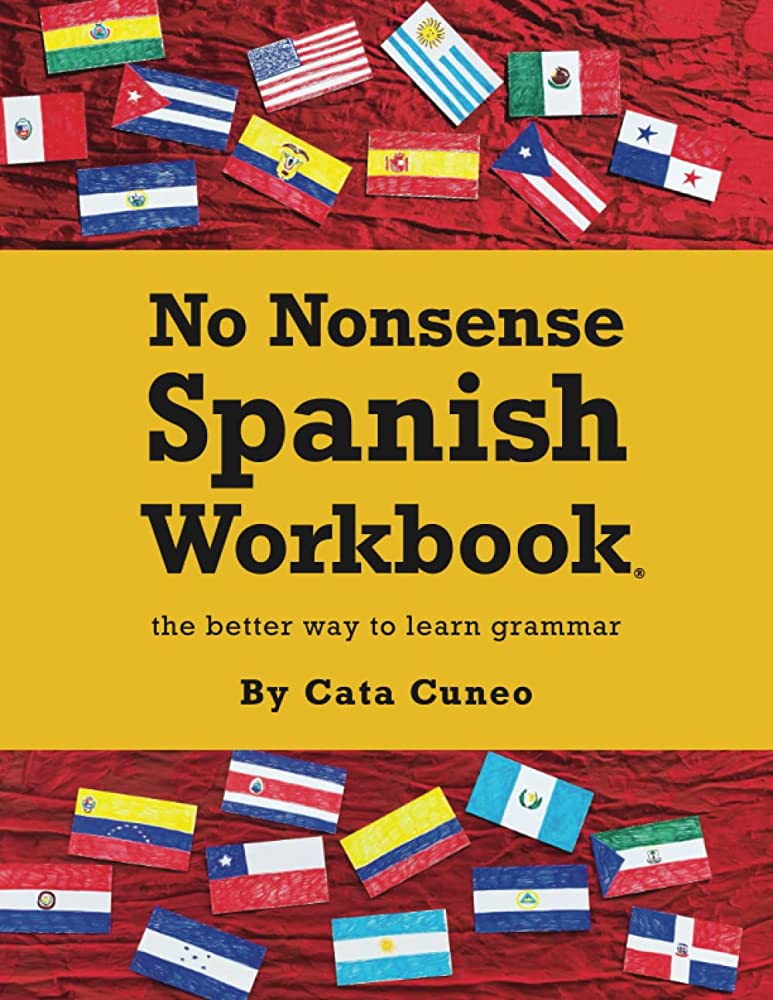 No Nonsense
Spanish
Workbook®
the better way to learn grammar
By Cata Cuneo